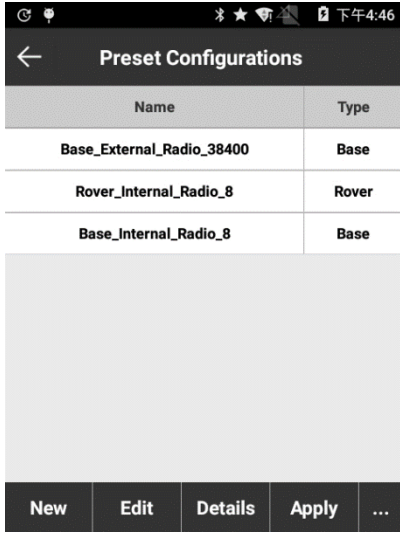 下午4:46
Preset Configurations
Name Type
Base_External_Radio_38400 Base
Rover_Internal_Radio_8 Rover
Base_Internal_Radio_8 Base
New Edit Details Apply ...